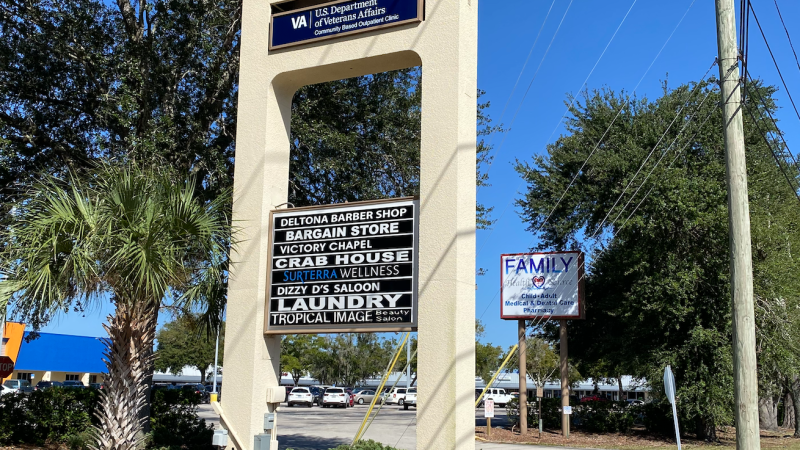 VA
U.S. Department
of Veterans Affairs
Community Based Outpatient Clinic
DELTONA BARBER SHOP
BARGAIN STORE
VICTORY CHAPEL
CRAB HOUSE
SURTERRA WELLNESS
DIZZY D'S SALOON
LAUNDRY
TROPICAL IMAGE Beauty Salon
FAMILY
Health
Child•Adult
Medical & Dental Care
Pharmacy